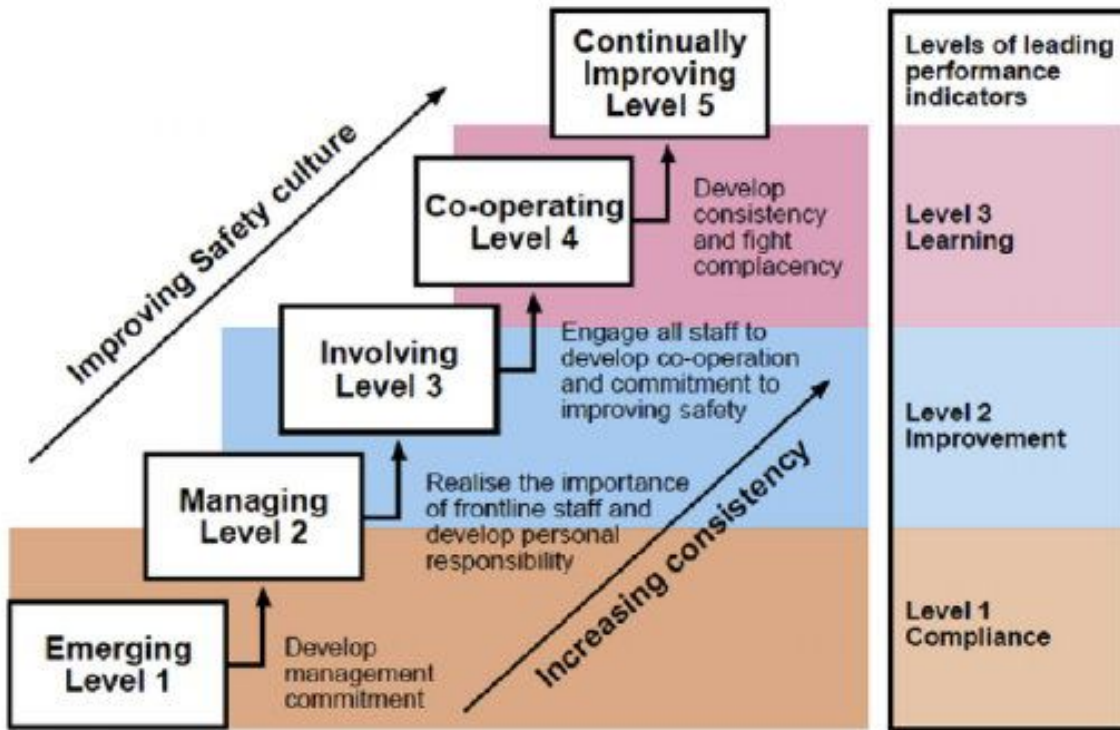 Continually
Improving
Level 5
Levels of leading
performance
indicators
Improving Safety culture
Co-operating
Level 4
Develop
consistency
and fight
complacency
Level 3
Learning
Involving
Level 3
Engage all staff to
develop co-operation
and commitment to
improving safety
Level 2
Improvement
Managing
Level 2
Realise the importance
of frontline staff and
develop personal
responsibility
Increasing consistency
Emerging
Level 1
Develop
management
commitment
Level 1
Compliance